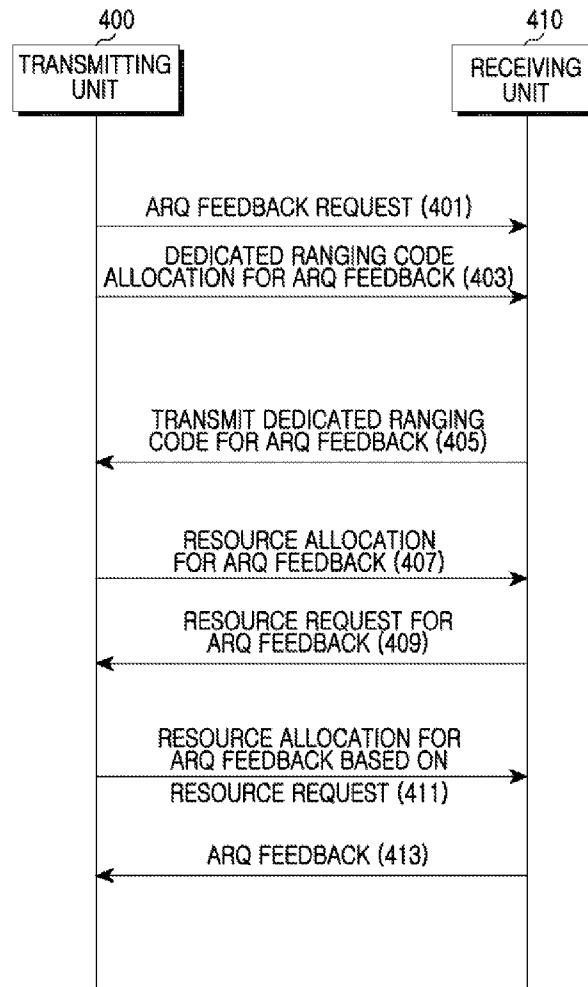 400
410
TRANSMITTING
UNIT
RECEIVING
UNIT
ARQ FEEDBACK REQUEST (401)
DEDICATED RANGING CODE
ALLOCATION FOR ARQ FEEDBACK (403)
TRANSMIT DEDICATED RANGING
CODE FOR ARQ FEEDBACK (405)
RESOURCE ALLOCATION
FOR ARQ FEEDBACK (407)
RESOURCE REQUEST FOR
ARQ FEEDBACK (409)
RESOURCE ALLOCATION FOR
ARQ FEEDBACK BASED ON
RESOURCE REQUEST (411)
ARQ FEEDBACK (413)